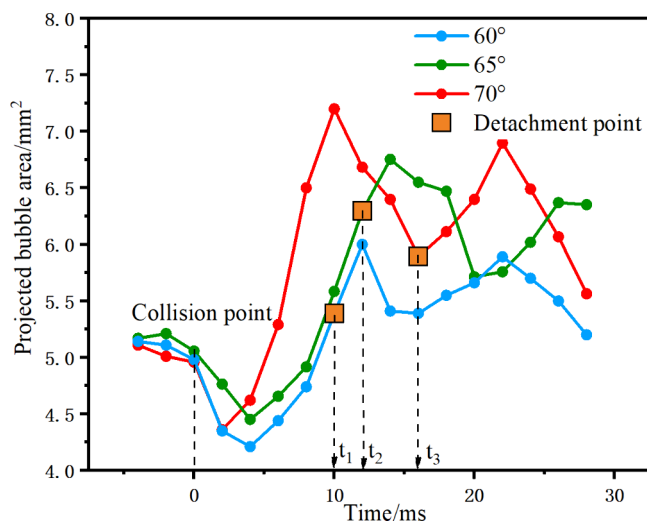 8.0
7.5
7.0
6.5
6.0
5.5
5.0
4.5
4.0
Projected bubble area/mm²
60°
65°
70°
Detachment point
Collision point
t₁
t₂
t₃
0
10
20
30
Time/ms